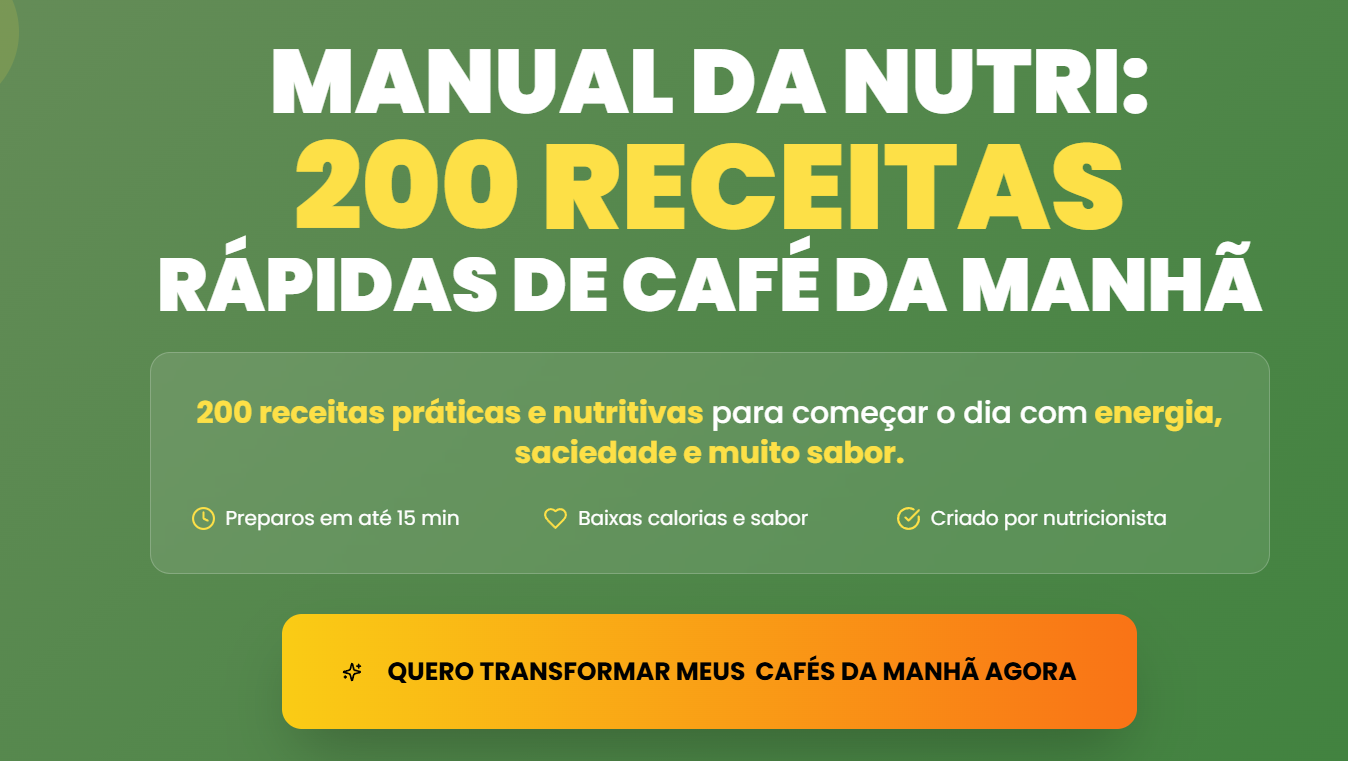 MANUAL DA NUTRI:
200 RECEITAS
RÁPIDAS DE CAFÉ DA MANHÃ
200 receitas práticas e nutritivas para começar o dia com energia,
saciedade e muito sabor.
Preparos em até 15 min
Baixas calorias e sabor
Criado por nutricionista
QUERO TRANSFORMAR MEUS  CAFÉS DA MANHÃ AGORA